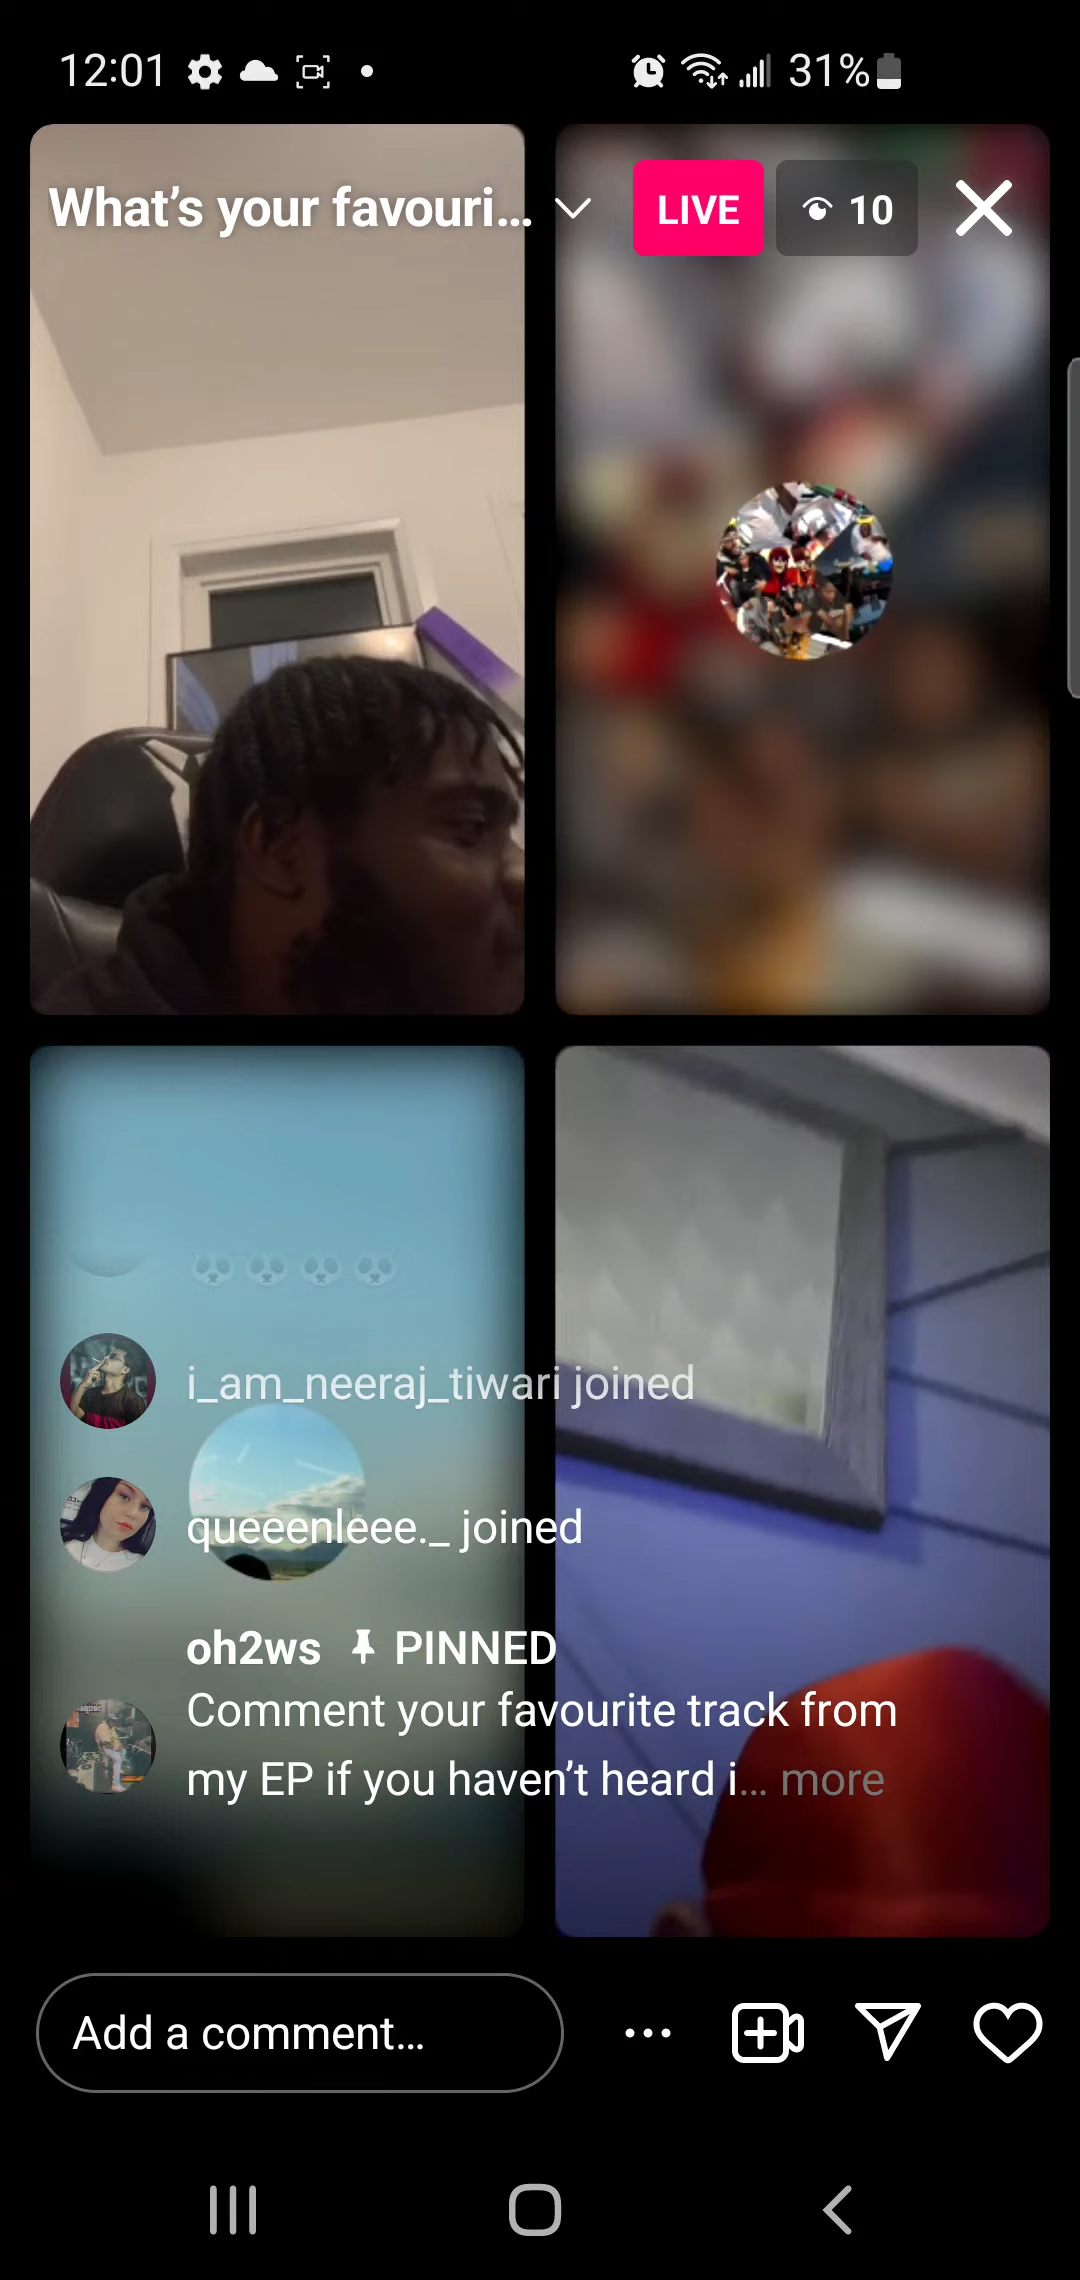 12:01
31%
What’s your favouri...
LIVE
10
i_am_neeraj_tiwari joined
queeenleee._ joined
oh2ws PINNED
Comment your favourite track from
my EP if you haven’t heard i... more
Add a comment...